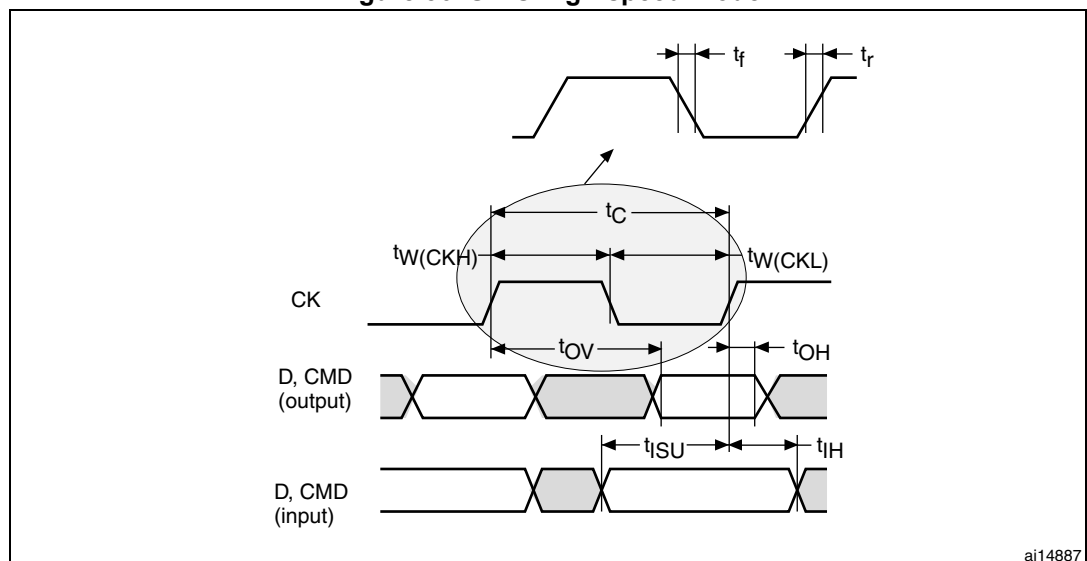 tf
tr
tC
tW(CKH)
tW(CKL)
CK
tOV
tOH
D, CMD
(output)
tISU
tIH
D, CMD
(input)
ai14887